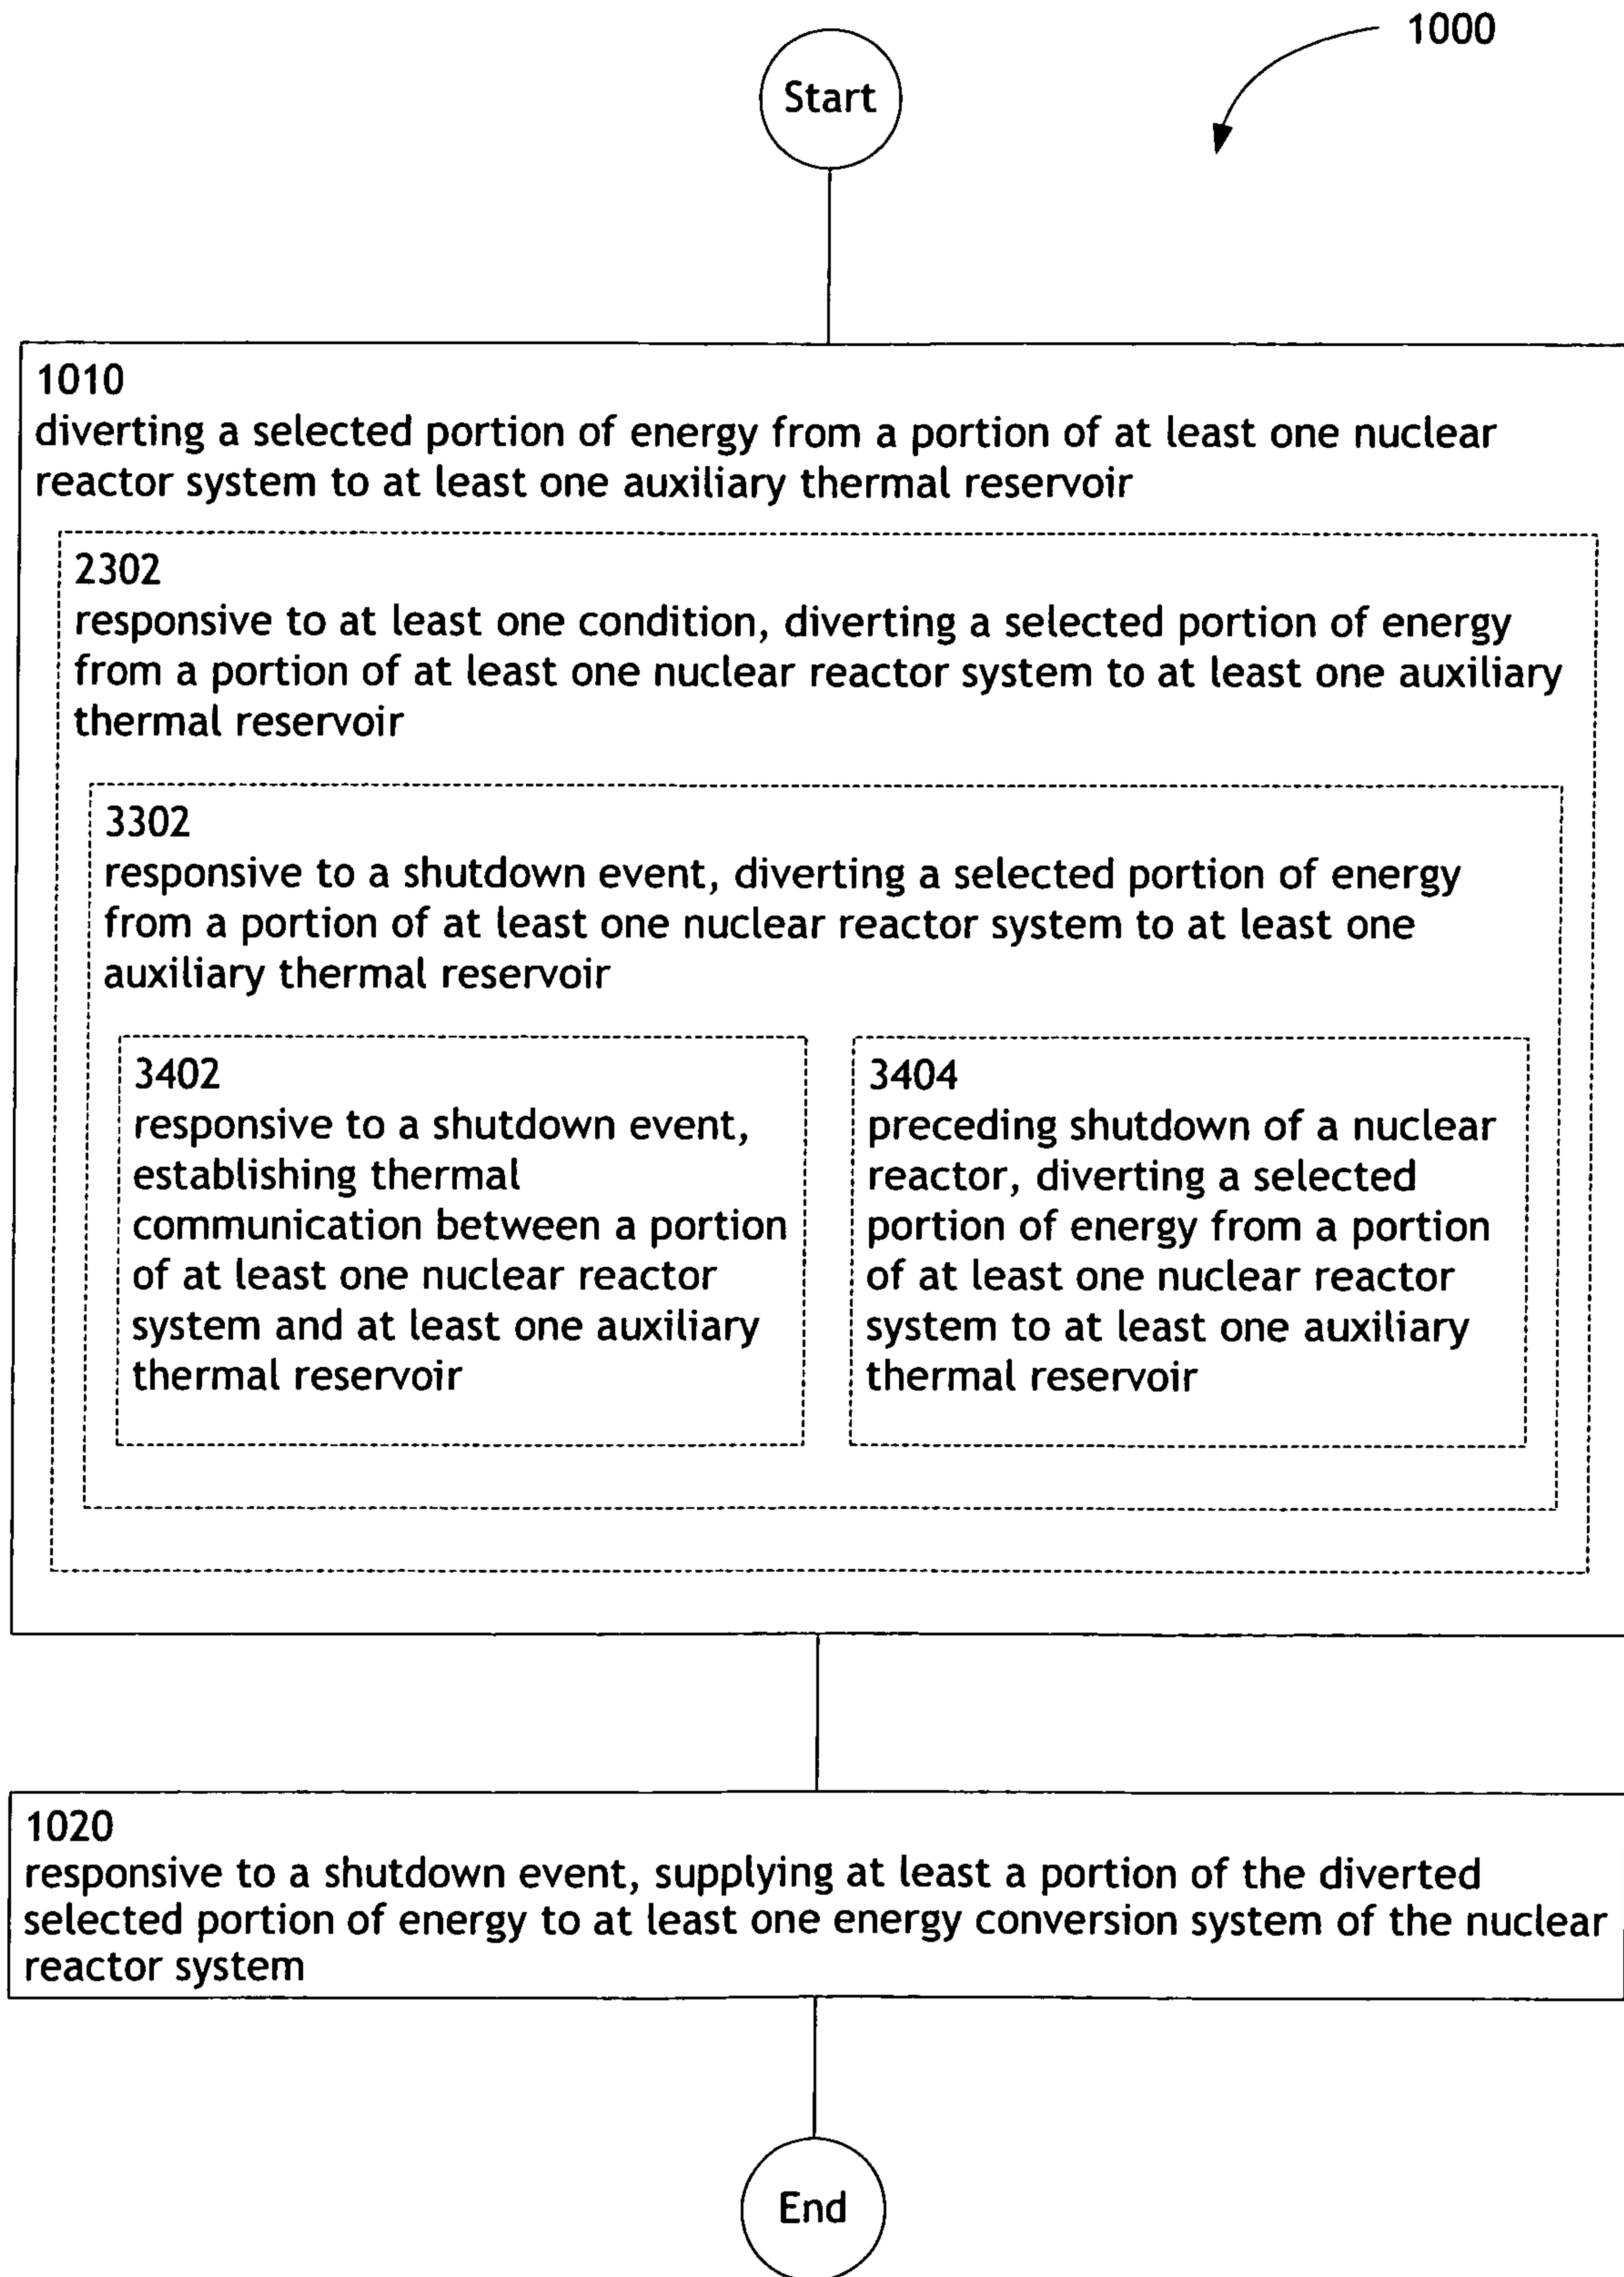 1000
Start
1010
diverting a selected portion of energy from a portion of at least one nuclear
reactor system to at least one auxiliary thermal reservoir
2302
responsive to at least one condition, diverting a selected portion of energy
from a portion of at least one nuclear reactor system to at least one auxiliary
thermal reservoir
3302
responsive to a shutdown event, diverting a selected portion of energy
from a portion of at least one nuclear reactor system to at least one
auxiliary thermal reservoir
3402
responsive to a shutdown event,
establishing thermal
communication between a portion
of at least one nuclear reactor
system and at least one auxiliary
thermal reservoir
3404
preceding shutdown of a nuclear
reactor, diverting a selected
portion of energy from a portion
of at least one nuclear reactor
system to at least one auxiliary
thermal reservoir
1020
responsive to a shutdown event, supplying at least a portion of the diverted
selected portion of energy to at least one energy conversion system of the nuclear
reactor system
End